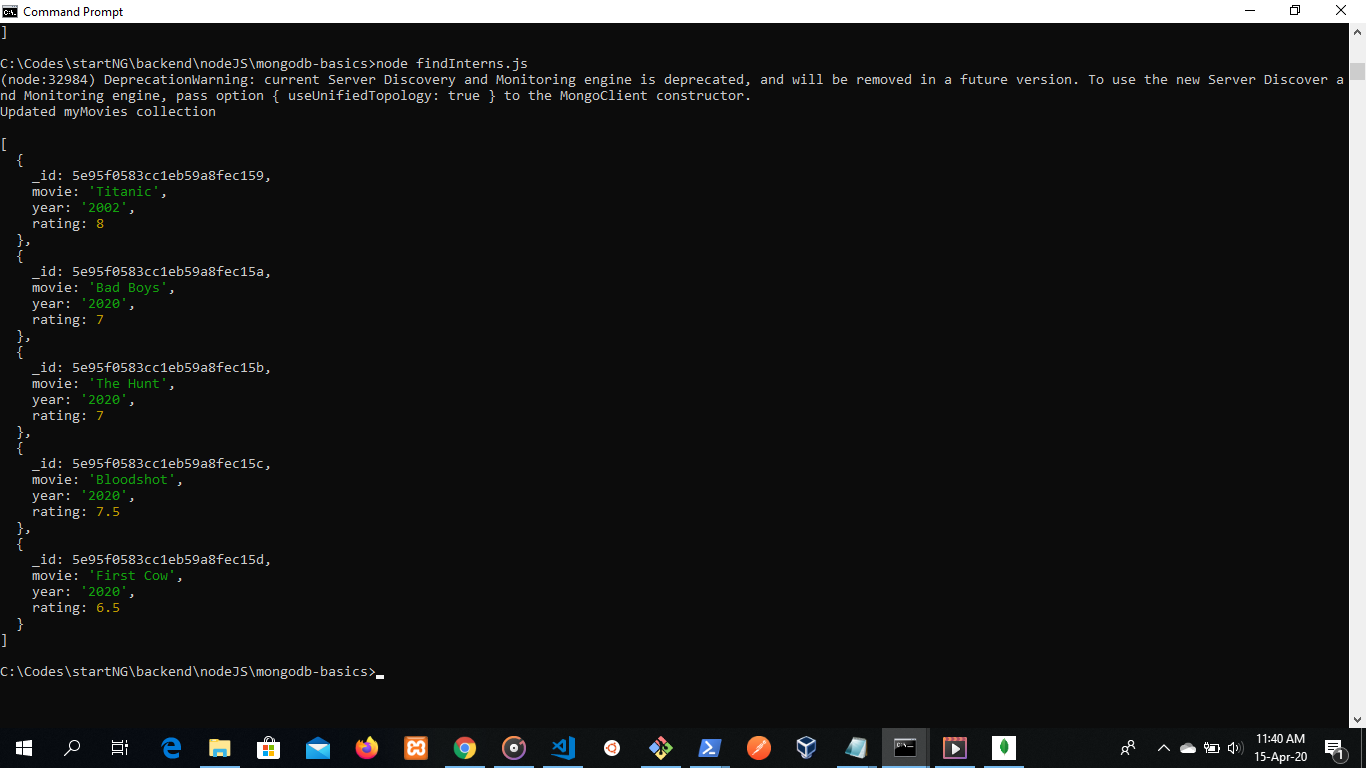 Command Prompt
]
C:\Codes\startNG\backend\nodeJS\mongodb-basics>node findInterns.js
(node:32984) DeprecationWarning: current Server Discovery and Monitoring engine is deprecated, and will be removed in a future version. To use the new Server Discover a
nd Monitoring engine, pass option { useUnifiedTopology: true } to the MongoClient constructor.
Updated myMovies collection
[
  {
    _id: 5e95f0583cc1eb59a8fec159,
    movie: 'Titanic',
    year: '2002',
    rating: 8
  },
  {
    _id: 5e95f0583cc1eb59a8fec15a,
    movie: 'Bad Boys',
    year: '2020',
    rating: 7
  },
  {
    _id: 5e95f0583cc1eb59a8fec15b,
    movie: 'The Hunt',
    year: '2020',
    rating: 7
  },
  {
    _id: 5e95f0583cc1eb59a8fec15c,
    movie: 'Bloodshot',
    year: '2020',
    rating: 7.5
  },
  {
    _id: 5e95f0583cc1eb59a8fec15d,
    movie: 'First Cow',
    year: '2020',
    rating: 6.5
  }
]
C:\Codes\startNG\backend\nodeJS\mongodb-basics>
11:40 AM
15-Apr-20
1